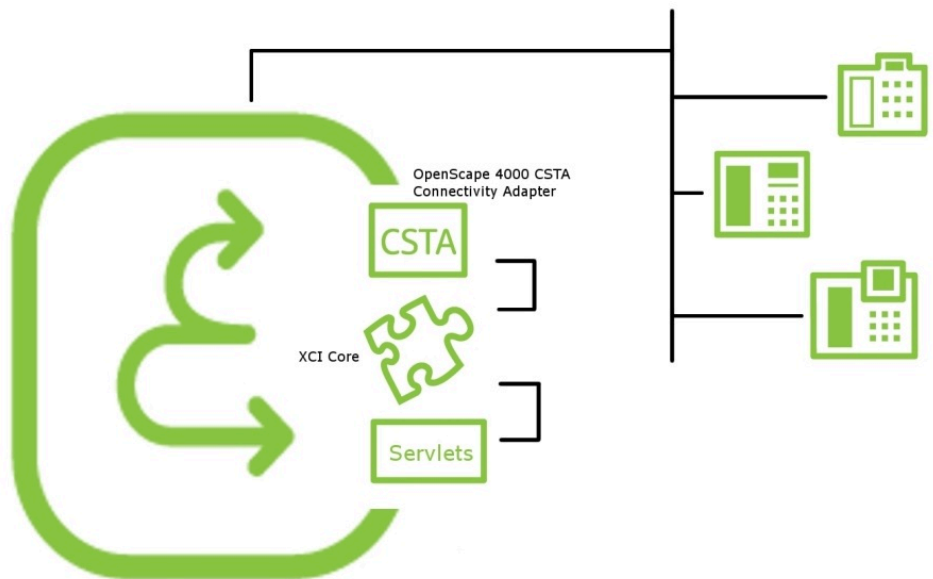 OpenScape 4000 CSTA
Connectivity Adapter
CSTA
XCI Core
Servlets